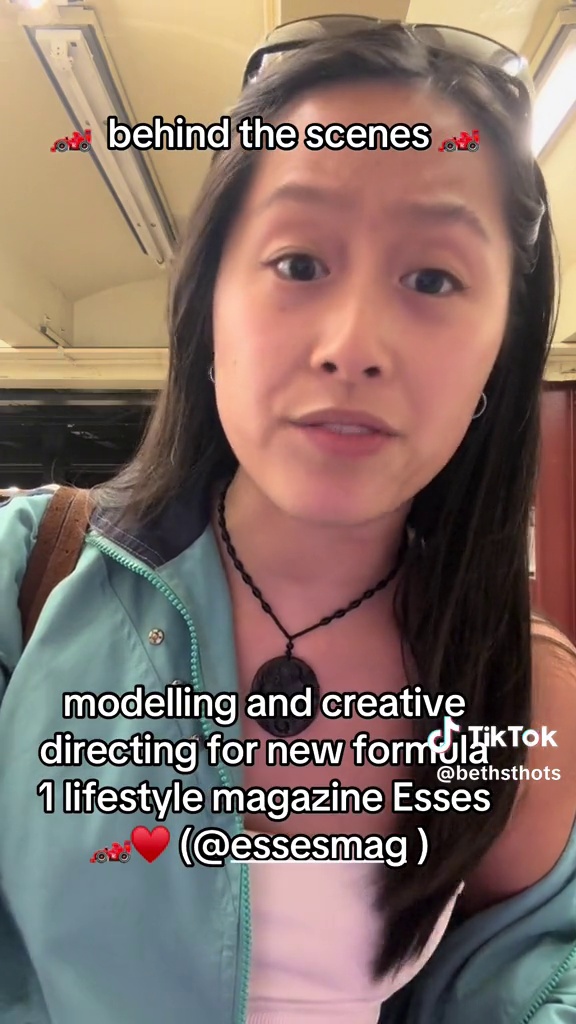 🏎️ behind the scenes 🏎️
modelling and creative
directing for new formula
1 lifestyle magazine Esses
🏎️♥️ (@essesmag )
TikTok
@bethsthots